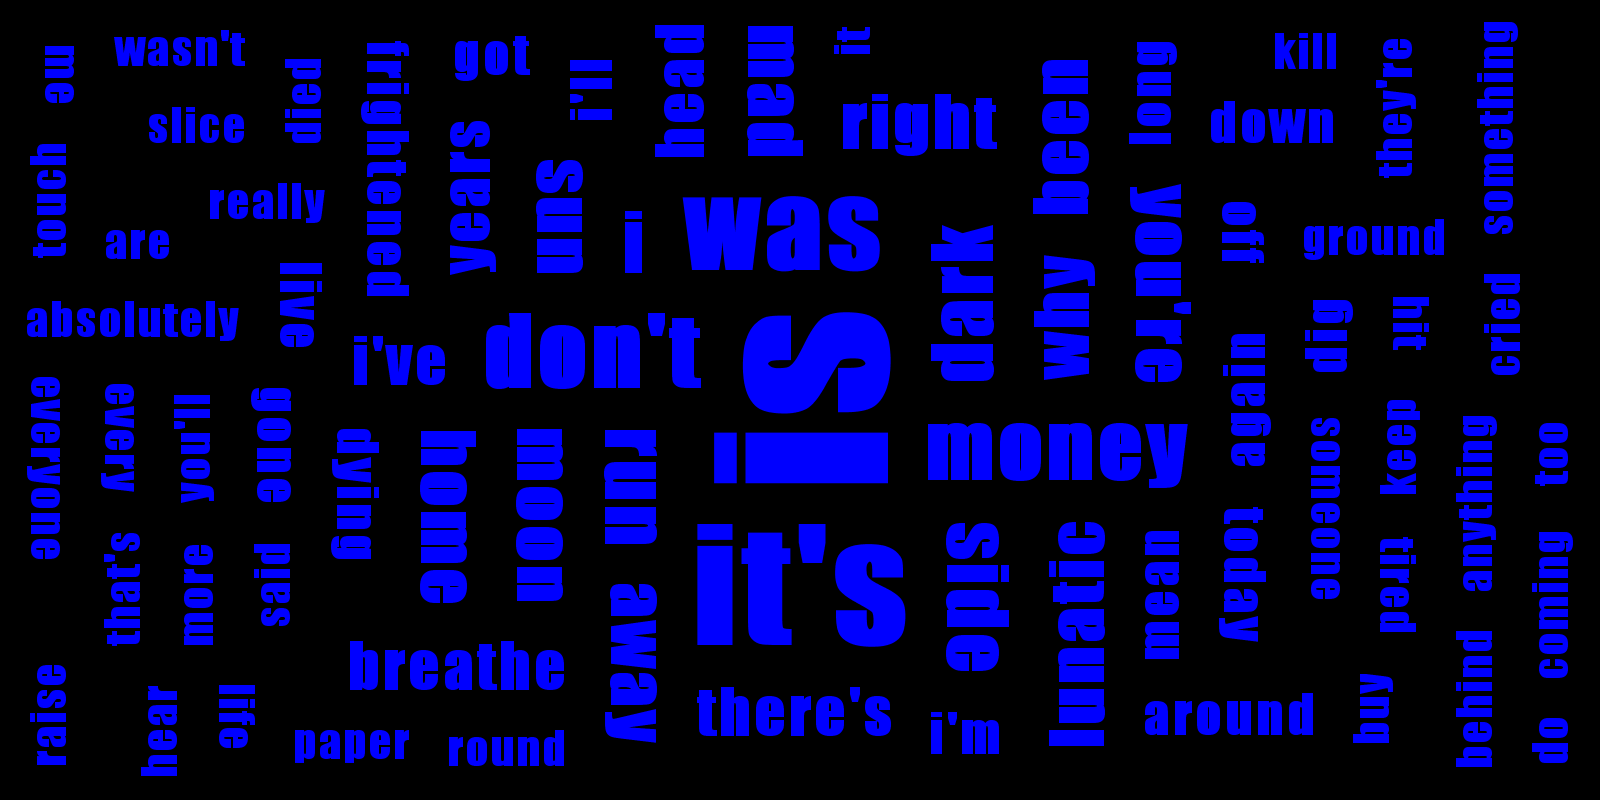 me
wasn't
died
frightened
got
i'll
head
mad
it
been
long
kill
they're
something
slice
right
down
touch
really
years
sun
i
was
dark
you're
off
ground
are
live
absolutely
i've
don't
is
why
again
dig
hit
cried
everyone
every
you'll
gone
dying
home
moon
run
money
someone
keep
anything
too
that's
more
said
it's
side
lunatic
mean
today
tired
coming
breathe
away
raise
hear
life
paper
round
there's
i'm
around
buy
behind
do